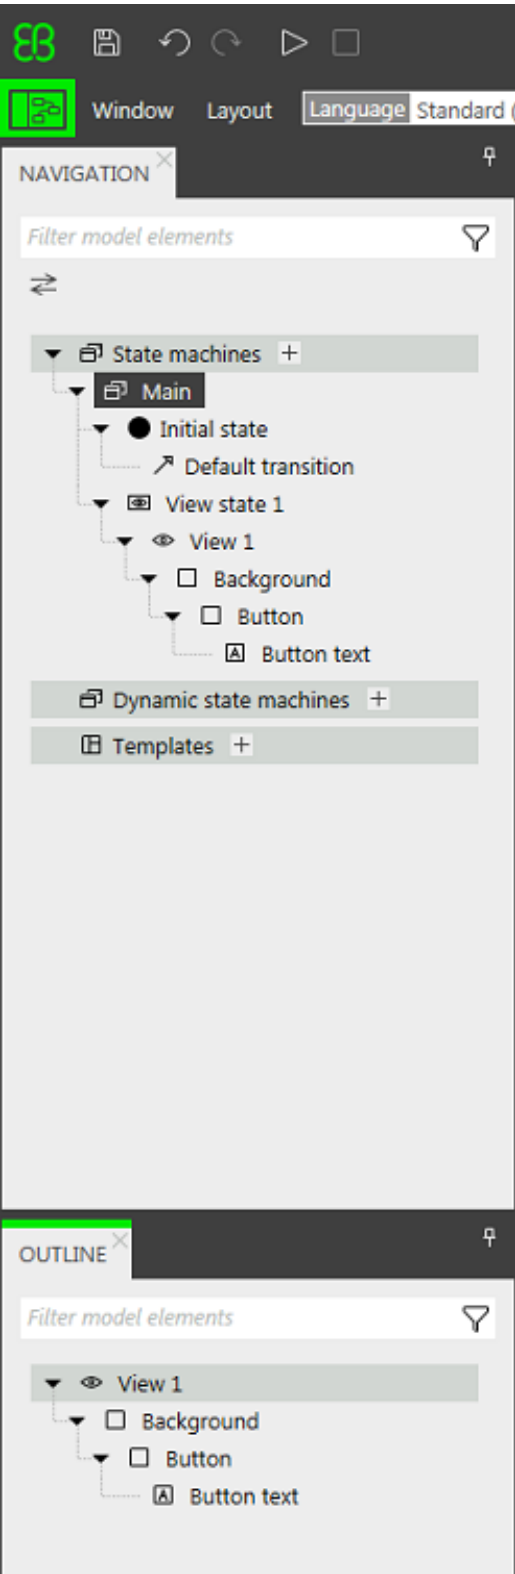 EB
Window Layout Language Standard (
NAVIGATION
Filter model elements
State machines +
Main
Initial state
Default transition
View state 1
View 1
Background
Button
A Button text
Dynamic state machines +
Templates +
OUTLINE
Filter model elements
View 1
Background
Button
A Button text